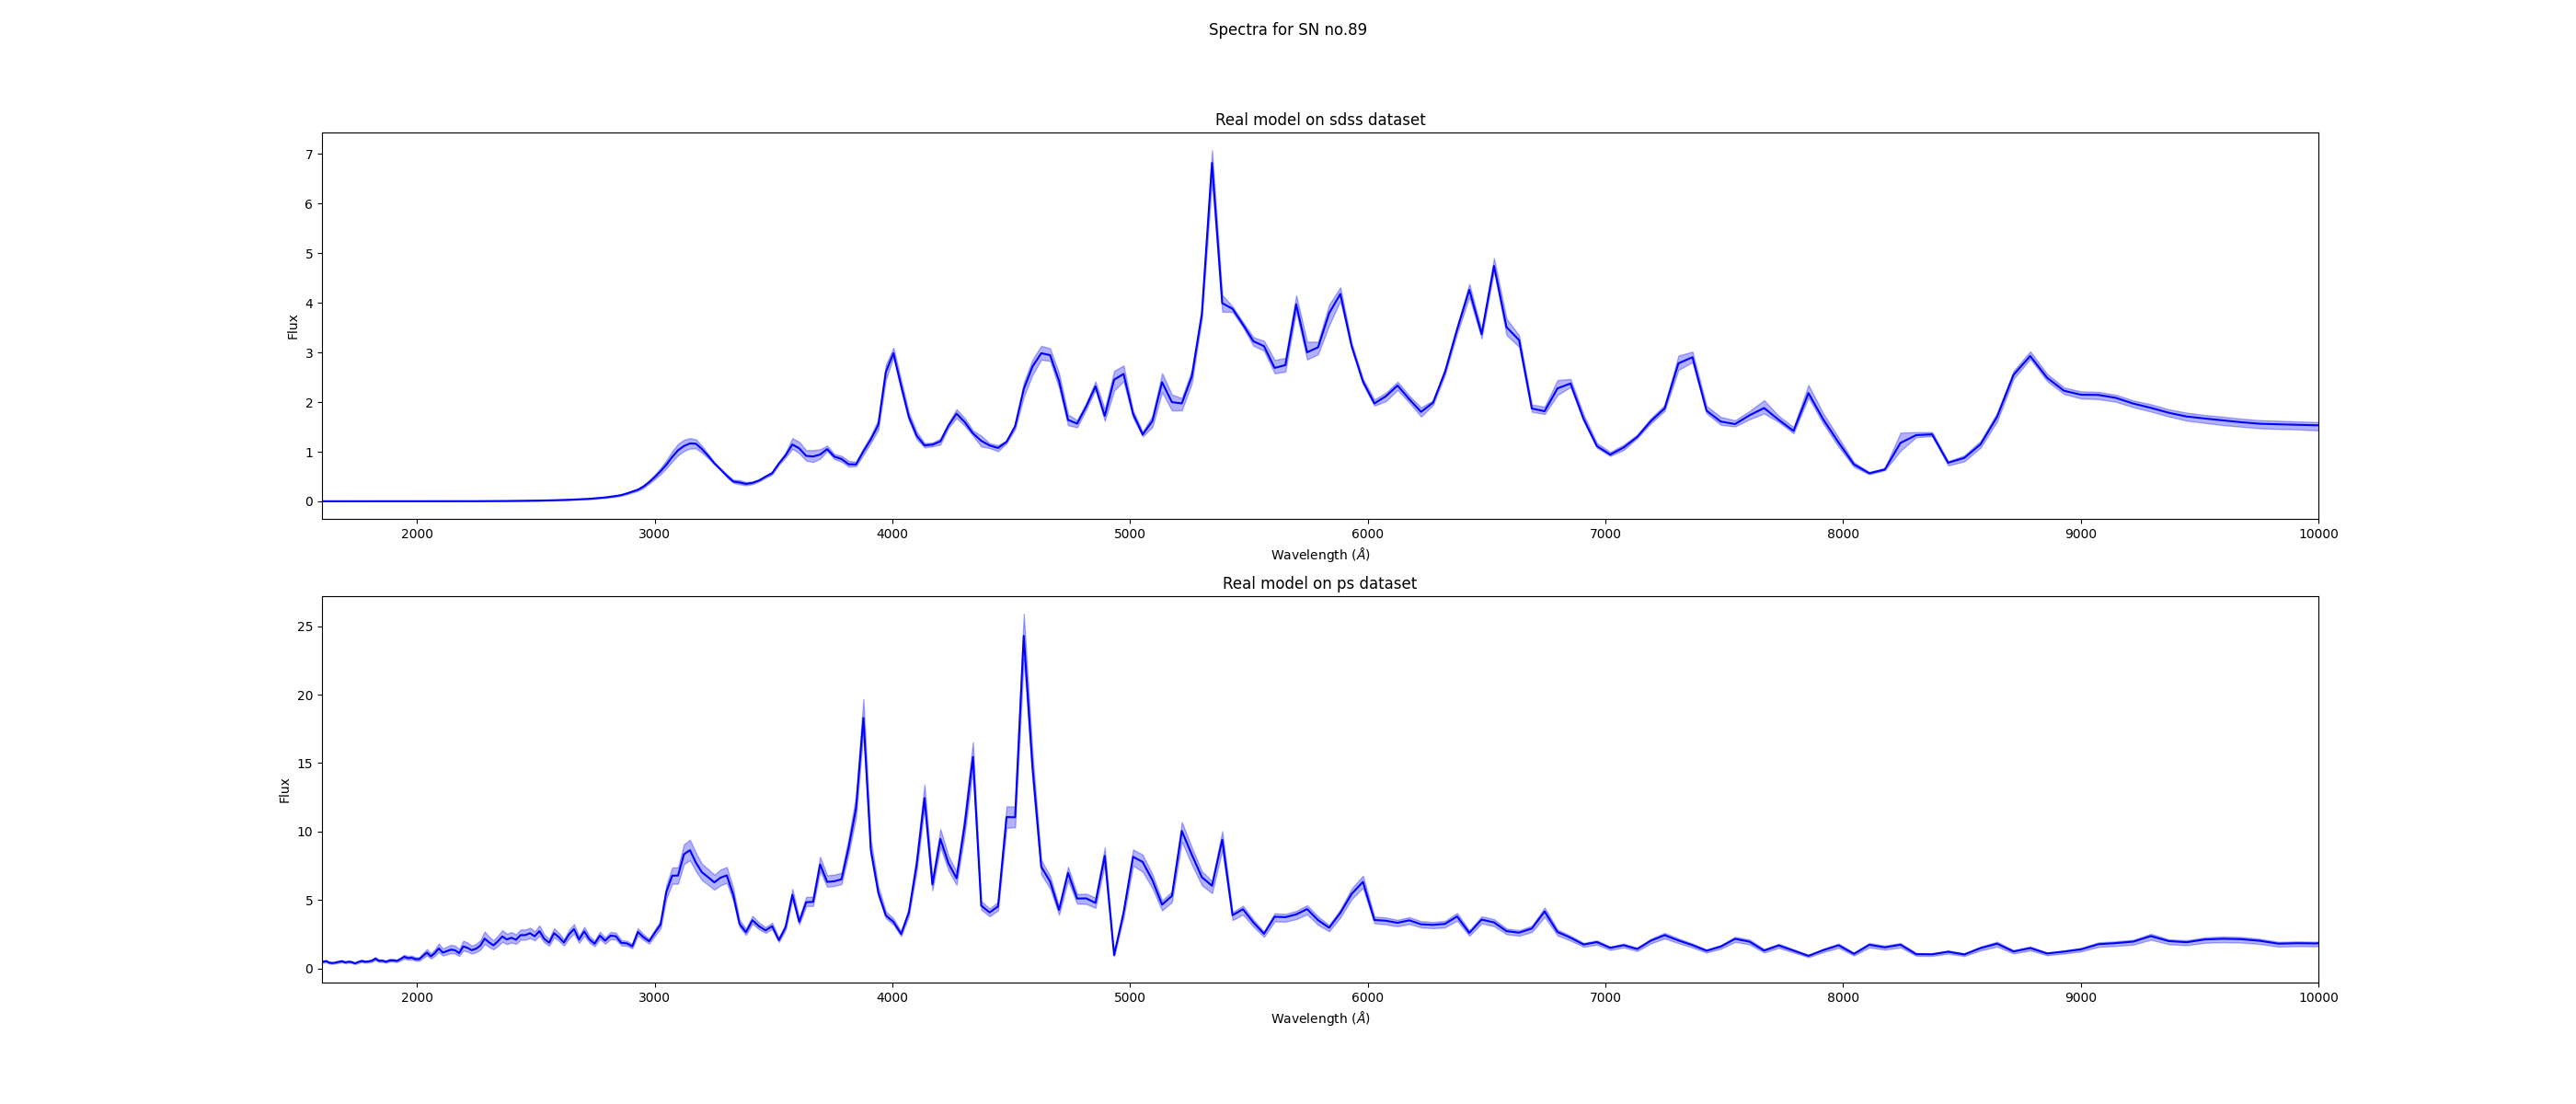 Spectra for SN no.89
Real model on sdss dataset
7
6
5
4
3
2
1
0
Flux
2000 3000 4000 5000 6000 7000 8000 9000 10000
Wavelength (Å)
Real model on ps dataset
25
20
15
10
5
0
Flux
2000 3000 4000 5000 6000 7000 8000 9000 10000
Wavelength (Å)